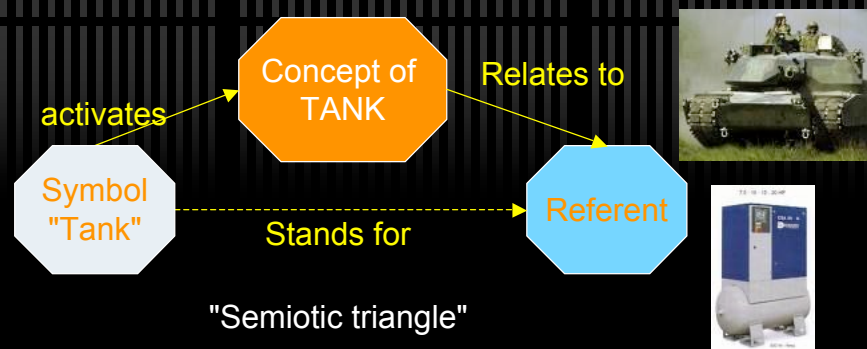 Concept of
TANK
Relates to
activates
Symbol
"Tank"
Referent
Stands for
"Semiotic triangle"